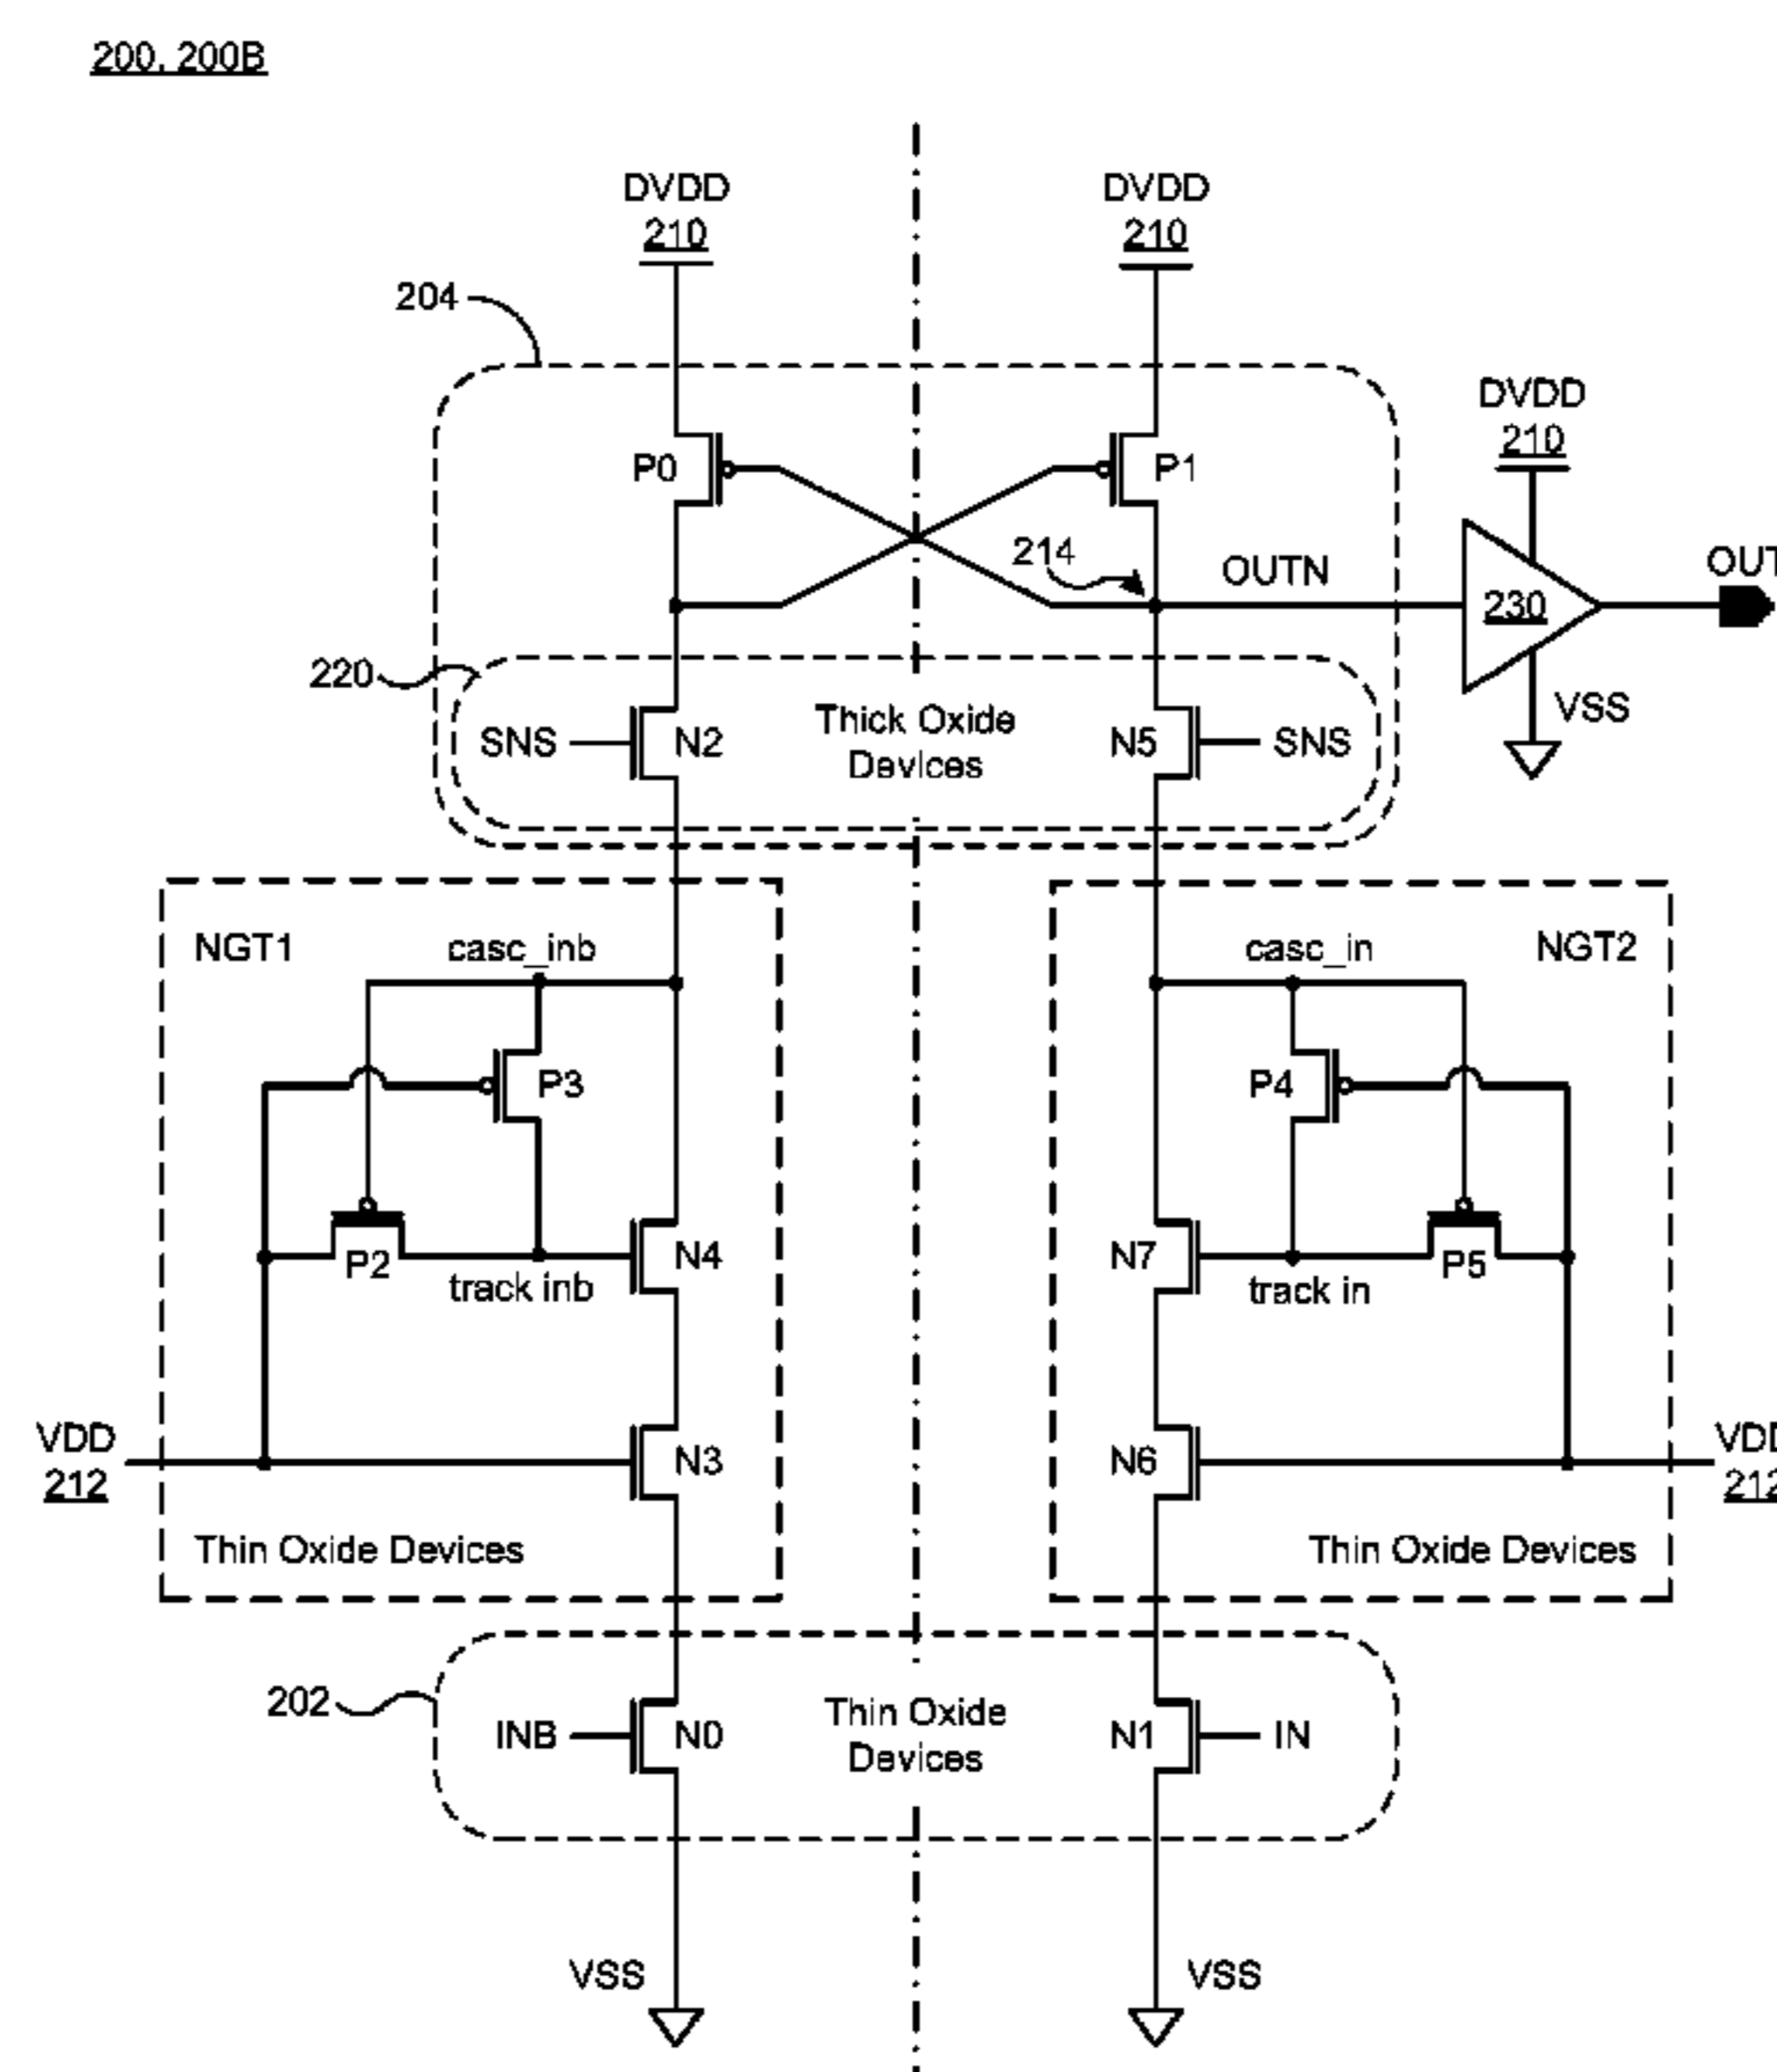 200, 200B
DVDD
210
DVDD
210
204
DVDD
210
P0
P1
214
OUTN
OUT
230
220
VSS
SNS
N2
Thick Oxide
Devices
N5
SNS
NGT1
casc_inb
casc_in
NGT2
P3
P4
P2
N4
N7
P5
track inb
track in
VDD
212
N3
N6
VDD
212
Thin Oxide Devices
Thin Oxide Devices
202
INB
N0
Thin Oxide
Devices
N1
IN
VSS
VSS